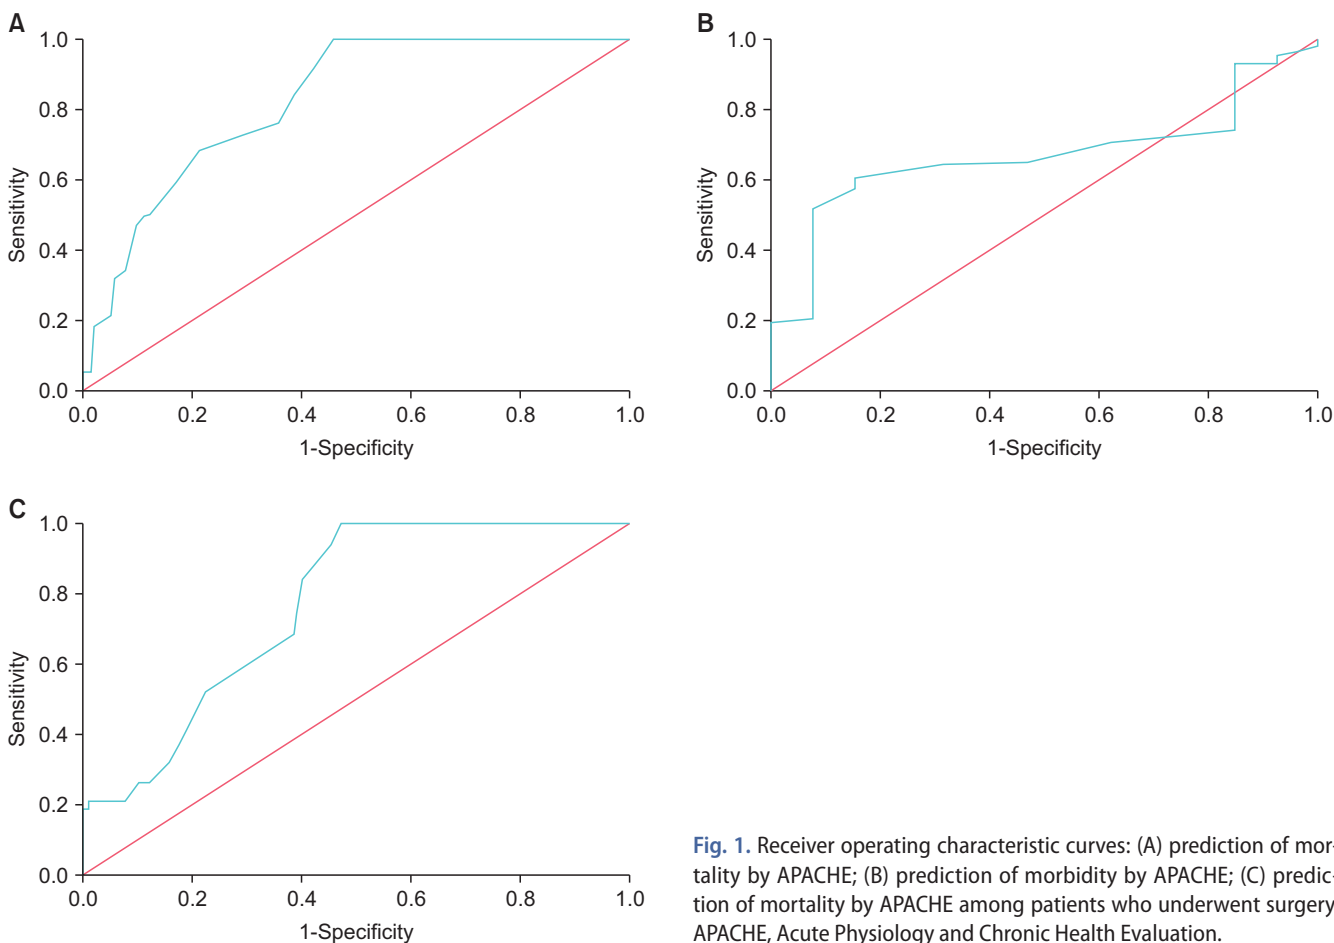 A
1.0
0.8
0.6
0.4
0.2
0.0
Sensitivity
0.0 0.2 0.4 0.6 0.8 1.0
1-Specificity
B
1.0
0.8
0.6
0.4
0.2
0.0
Sensitivity
0.0 0.2 0.4 0.6 0.8 1.0
1-Specificity
C
1.0
0.8
0.6
0.4
0.2
0.0
Sensitivity
0.0 0.2 0.4 0.6 0.8 1.0
1-Specificity
Fig. 1. Receiver operating characteristic curves: (A) prediction of mor-
tality by APACHE; (B) prediction of morbidity by APACHE; (C) predic-
tion of mortality by APACHE among patients who underwent surgery.
APACHE, Acute Physiology and Chronic Health Evaluation.